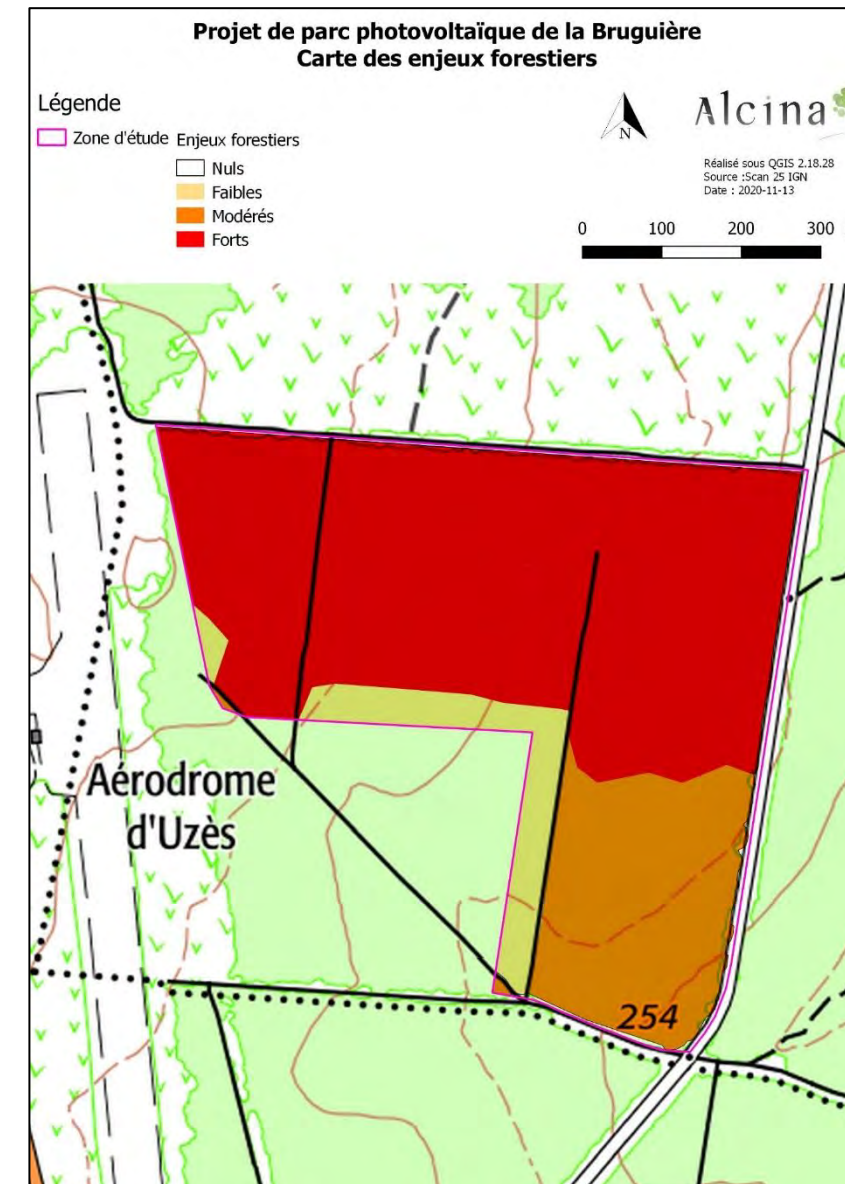 Projet de parc photovoltaïque de la Bruguière
Carte des enjeux forestiers
Légende
Zone d'étude
Enjeux forestiers
Nuls
Faibles
Modérés
Forts
N
Alcina
Réalisé sous QGIS 2.18.28
Source :Scan 25 IGN
Date : 2020-11-13
0 100 200 300
Aérodrome
d'Uzès
254